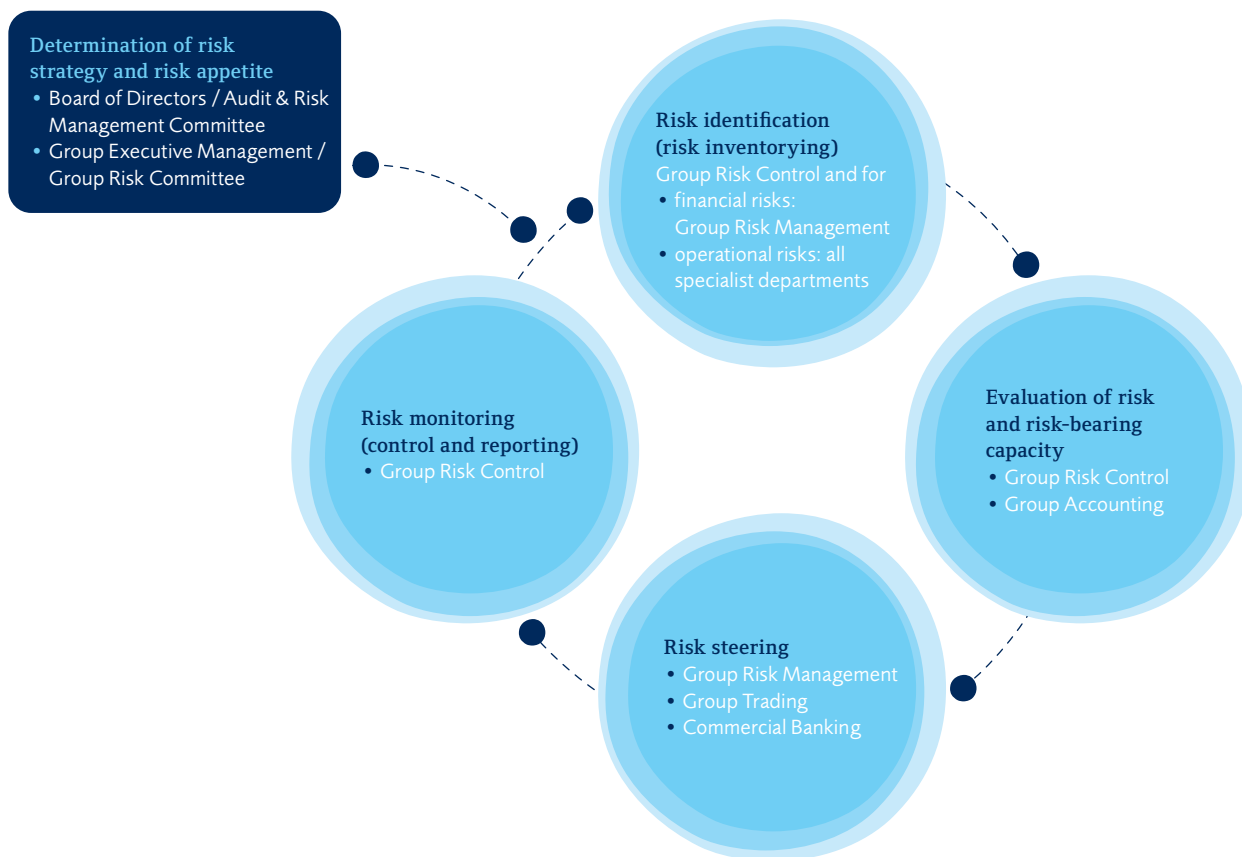 Determination of risk
strategy and risk appetite
• Board of Directors / Audit & Risk
Management Committee
• Group Executive Management /
Group Risk Committee
Risk identification
(risk inventorying)
Group Risk Control and for
• financial risks:
Group Risk Management
• operational risks: all
specialist departments
Evaluation of risk
and risk-bearing
capacity
• Group Risk Control
• Group Accounting
Risk steering
• Group Risk Management
• Group Trading
• Commercial Banking
Risk monitoring
(control and reporting)
• Group Risk Control